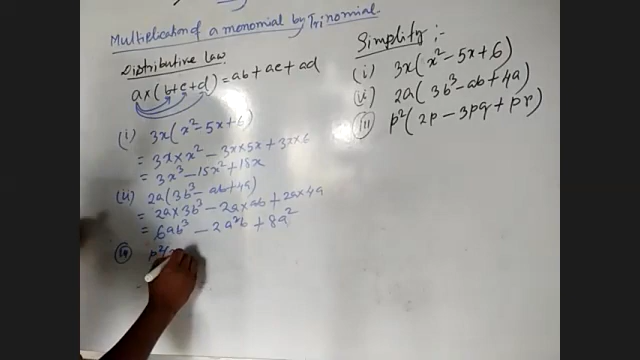 Multiplication of a monomial by Trinomial.
Distributive Law
a×(b+c+d) = ab+ac+ad
(i) 3x(x²-5x+6)
= 3x×x² - 3x×5x + 3x×6
= 3x³ - 15x² + 18x
(ii) 2a(3b³-ab+4a)
= 2a×3b³ - 2a×ab + 2a×4a
= 6ab³ - 2a²b + 8a²
(iii) p²(
Simplify :-
(i) 3x(x²-5x+6)
(ii) 2a(3b³-ab+4a)
(iii) p²(2p-3pq+pr)